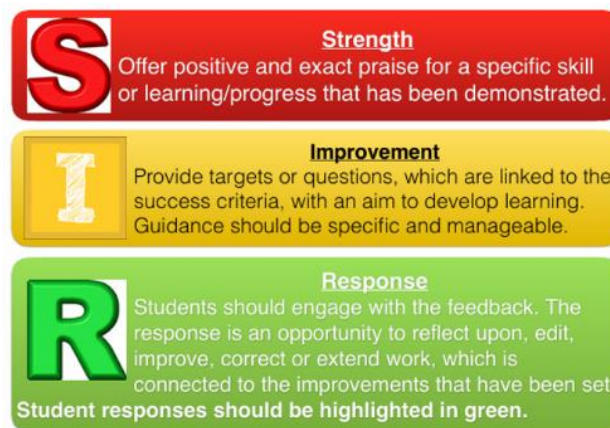 S
Strength
Offer positive and exact praise for a specific skill
or learning/progress that has been demonstrated.
I
Improvement
Provide targets or questions, which are linked to the
success criteria, with an aim to develop learning.
Guidance should be specific and manageable.
R
Response
Students should engage with the feedback. The
response is an opportunity to reflect upon, edit,
improve, correct or extend work, which is
connected to the improvements that have been set
Student responses should be highlighted in green.